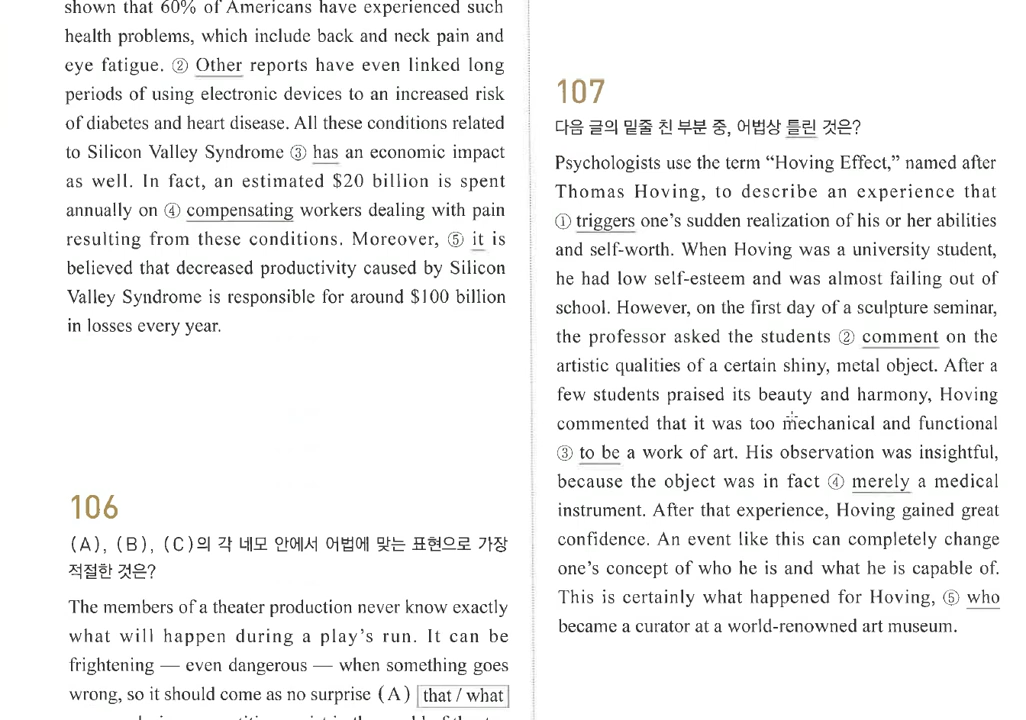 shown that 60% of Americans have experienced such
health problems, which include back and neck pain and
eye fatigue. ② Other reports have even linked long
periods of using electronic devices to an increased risk
of diabetes and heart disease. All these conditions related
to Silicon Valley Syndrome ③ has an economic impact
as well. In fact, an estimated $20 billion is spent
annually on ④ compensating workers dealing with pain
resulting from these conditions. Moreover, ⑤ it is
believed that decreased productivity caused by Silicon
Valley Syndrome is responsible for around $100 billion
in losses every year.
106
(A), (B), (C)의 각 네모 안에서 어법에 맞는 표현으로 가장
적절한 것은?
The members of a theater production never know exactly
what will happen during a play's run. It can be
frightening — even dangerous — when something goes
wrong, so it should come as no surprise (A) that / what
107
다음 글의 밑줄 친 부분 중, 어법상 틀린 것은?
Psychologists use the term “Hoving Effect,” named after
Thomas Hoving, to describe an experience that
① triggers one's sudden realization of his or her abilities
and self-worth. When Hoving was a university student,
he had low self-esteem and was almost failing out of
school. However, on the first day of a sculpture seminar,
the professor asked the students ② comment on the
artistic qualities of a certain shiny, metal object. After a
few students praised its beauty and harmony, Hoving
commented that it was too mechanical and functional
③ to be a work of art. His observation was insightful,
because the object was in fact ④ merely a medical
instrument. After that experience, Hoving gained great
confidence. An event like this can completely change
one's concept of who he is and what he is capable of.
This is certainly what happened for Hoving, ⑤ who
became a curator at a world-renowned art museum.